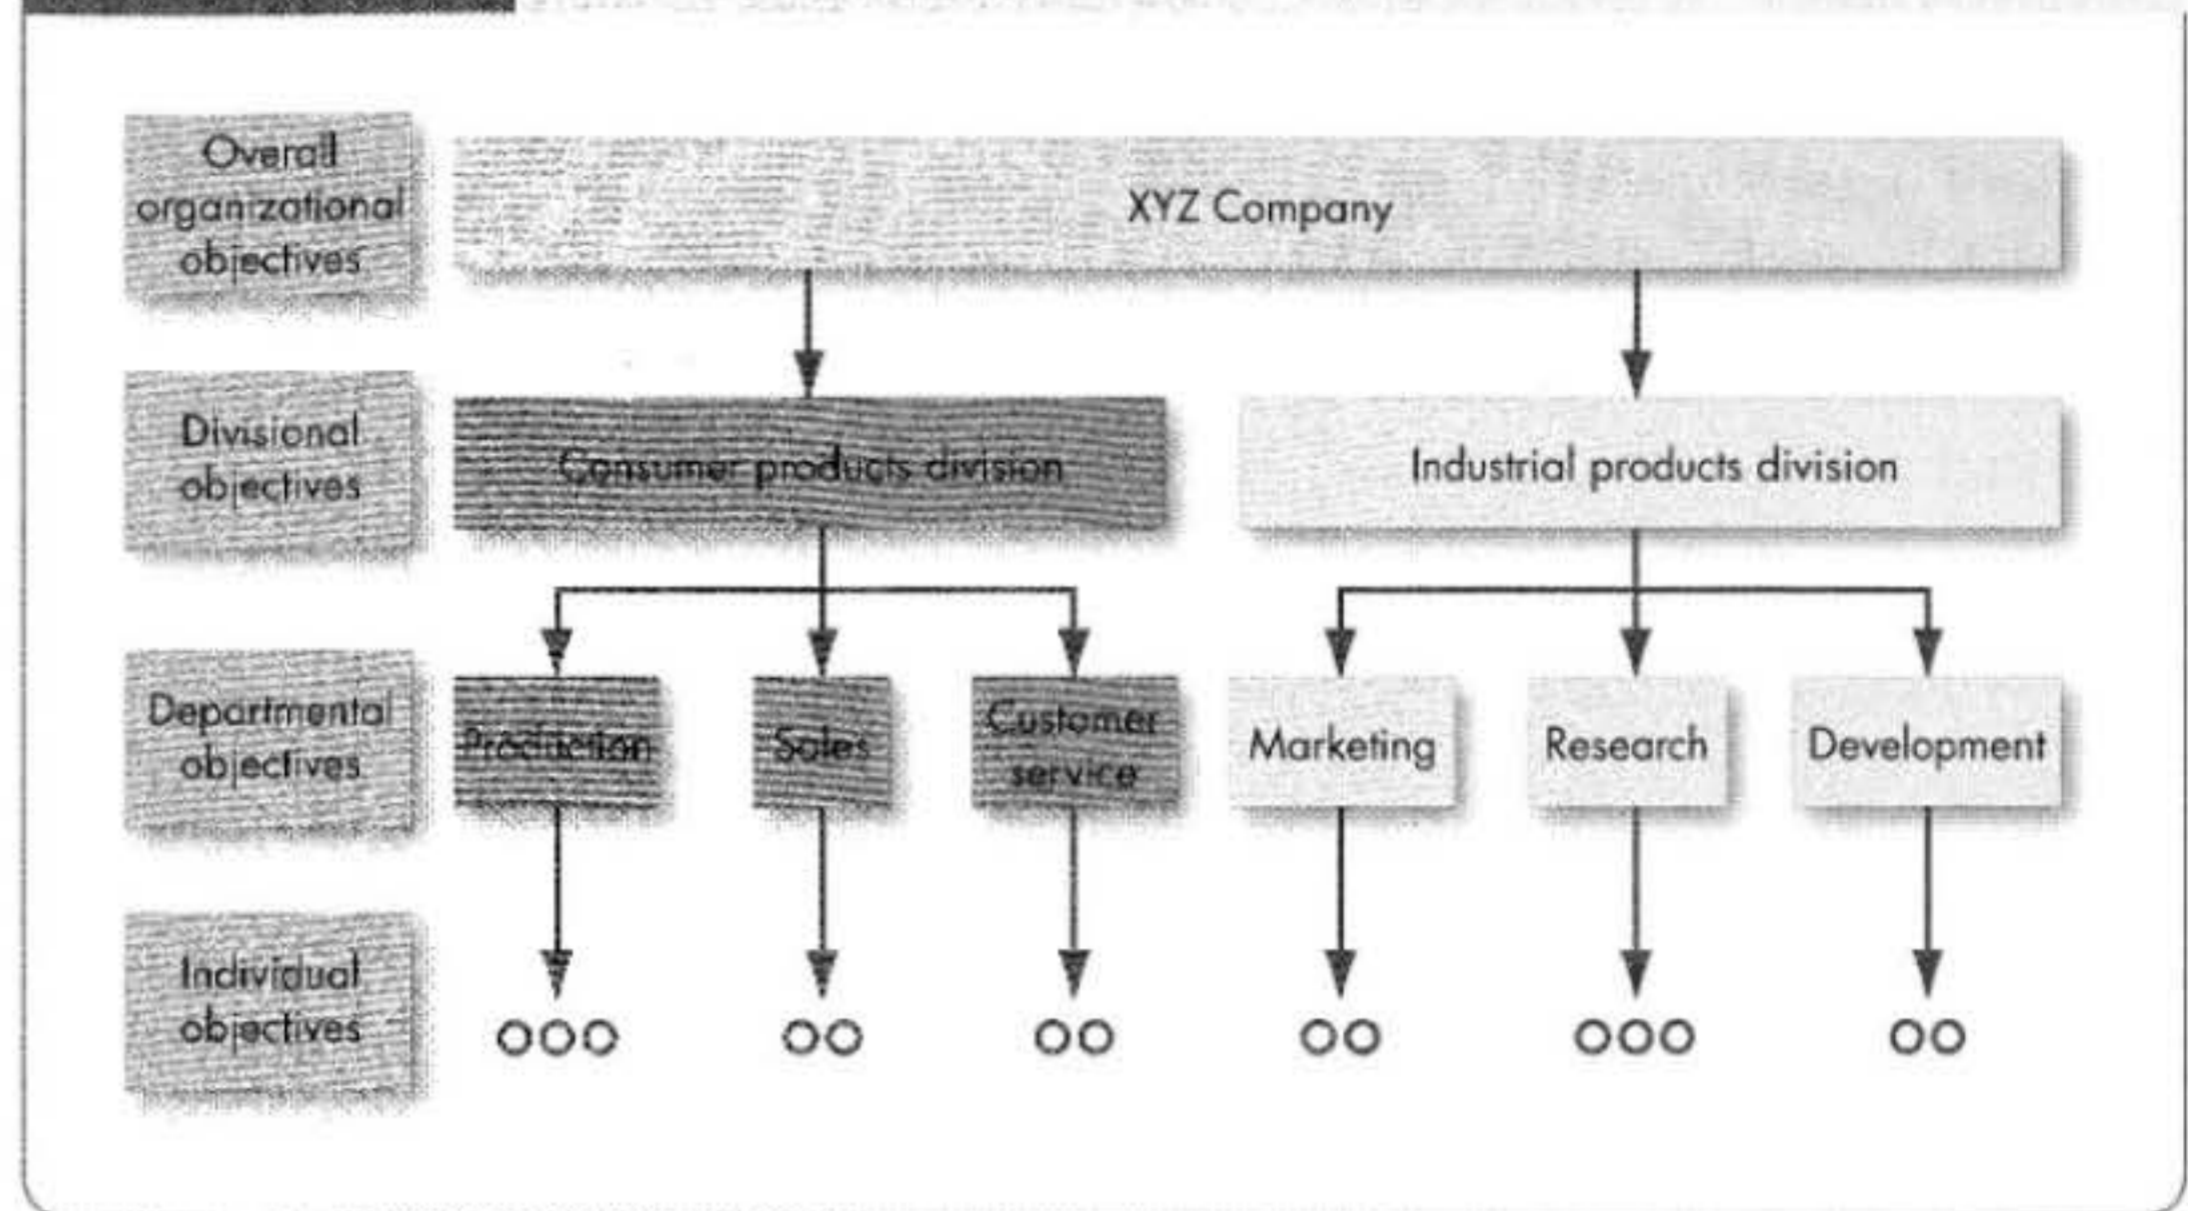 Overall
organizational
objectives
XYZ Company
Divisional
objectives
Consumer products division
Industrial products division
Departmental
objectives
Production
Sales
Customer
service
Marketing
Research
Development
Individual
objectives